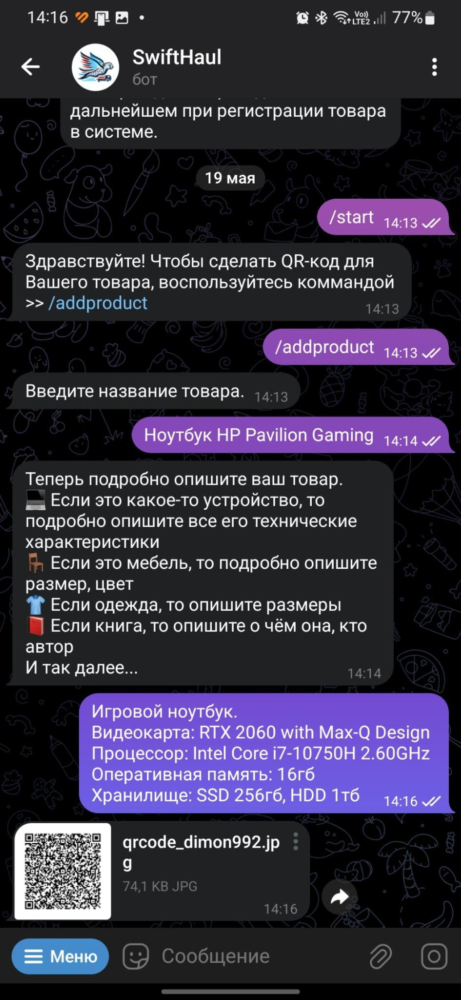 14:16
Vo))
LTE2
77%
SwiftHaul
бот
дальнейшем при регистрации товара
в системе.
19 мая
/start 14:13
Здравствуйте! Чтобы сделать QR-код для
Вашего товара, воспользуйтесь коммандой
>> /addproduct
14:13
/addproduct 14:13
Введите название товара. 14:13
Ноутбук HP Pavilion Gaming 14:14
Теперь подробно опишите ваш товар.
💻 Если это какое-то устройство, то
подробно опишите все его технические
характеристики
🪑 Если это мебель, то подробно опишите
размер, цвет
👕 Если одежда, то опишите размеры
📕 Если книга, то опишите о чём она, кто
автор
И так далее...
14:14
Игровой ноутбук.
Видеокарта: RTX 2060 with Max-Q Design
Процессор: Intel Core i7-10750H 2.60GHz
Оперативная память: 16гб
Хранилище: SSD 256гб, HDD 1тб 14:16
qrcode_dimon992.jp
g
74,1 KB JPG
14:16
Меню
Сообщение